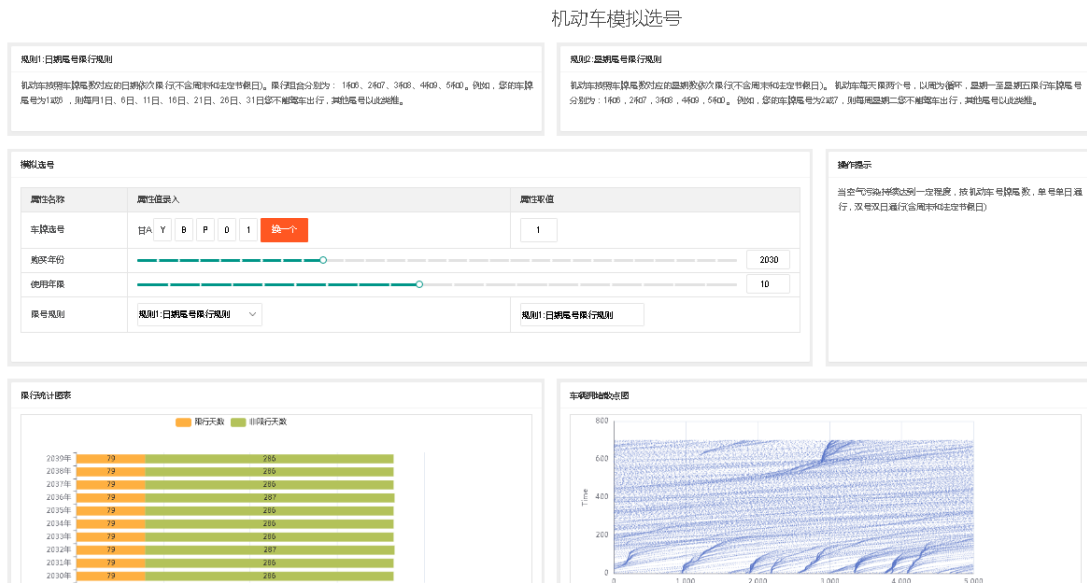 机动车模拟选号
规则1:日期尾号限行规则
机动车按照车牌尾数对应的日期依次限行(不含周末和法定节假日)。限行组合分别为： 1和6、2和7、3和8、4和9、5和0。例如，您的车牌
尾号为1或6 ，则每月1日、6日、11日、16日、21日、26日、31日您不能驾车出行，其他尾号以此类推。
规则2:星期尾号限行规则
机动车按照车牌尾数对应的星期数依次限行(不含周末和法定节假日)。 机动车每天限两个号，以周为循环，星期一至星期五限行车牌尾号
分别为：1和6，2和7，3和8，4和9，5和0。 例如，您的车牌尾号为2或7，则每周星期二您不能驾车出行，其他尾号以此类推。
模拟选号
属性名称 属性值录入 属性取值
车牌选号 甘A Y B P 0 1 换一个 1
购买年份 2030
使用年限 10
限号规则 规则1:日期尾号限行规则 规则1:日期尾号限行规则
操作提示
当空气污染持续达到一定程度，按机动车号牌尾数，单号单日通
行，双号双日通行(含周末和法定节假日)
限行统计图表
限行天数 非限行天数
2039年 79 286
2038年 79 286
2037年 79 286
2036年 79 287
2035年 79 286
2034年 79 286
2033年 79 286
2032年 79 287
2031年 79 286
2030年 79 286
车辆拥堵散点图
800
600
400
200
0
Time
0 1,000 2,000 3,000 4,000 5,000